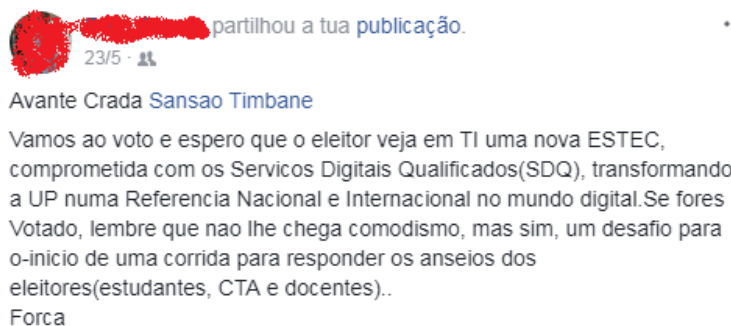 partilhou a tua publicação.
23/5 ·
Avante Crada Sansao Timbane
Vamos ao voto e espero que o eleitor veja em TI uma nova ESTEC,
comprometida com os Servicos Digitais Qualificados(SDQ), transformando
a UP numa Referencia Nacional e Internacional no mundo digital.Se fores
Votado, lembre que nao lhe chega comodismo, mas sim, um desafio para
o-inicio de uma corrida para responder os anseios dos
eleitores(estudantes, CTA e docentes)..
Forca